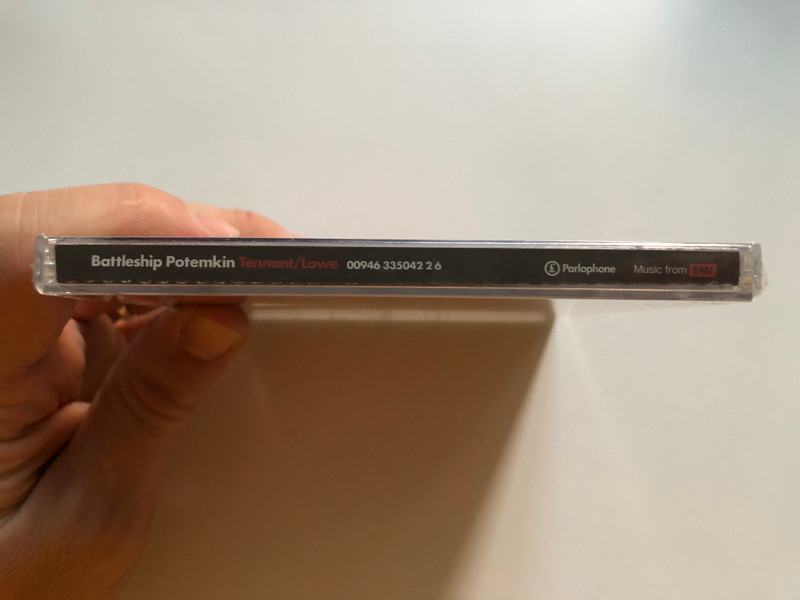 Battleship Potemkin Tennant/Lowe 00946 335042 2 6 £ Parlophone Music from EMI